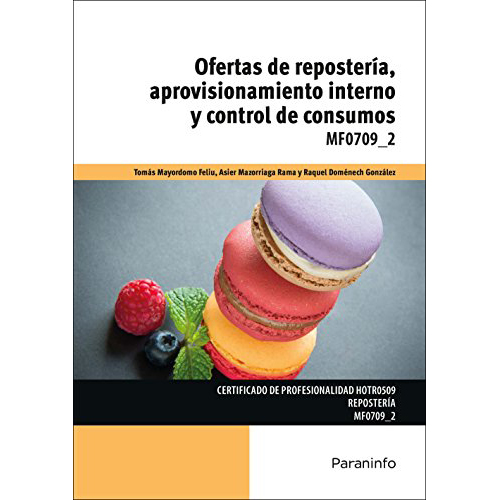 Ofertas de repostería,
aprovisionamiento interno
y control de consumos
MF0709_2
Tomás Mayordomo Feliu, Asier Mazorriaga Rama y Raquel Doménech González
CERTIFICADO DE PROFESIONALIDAD HOTR0509
REPOSTERÍA
MF0709_2
Paraninfo